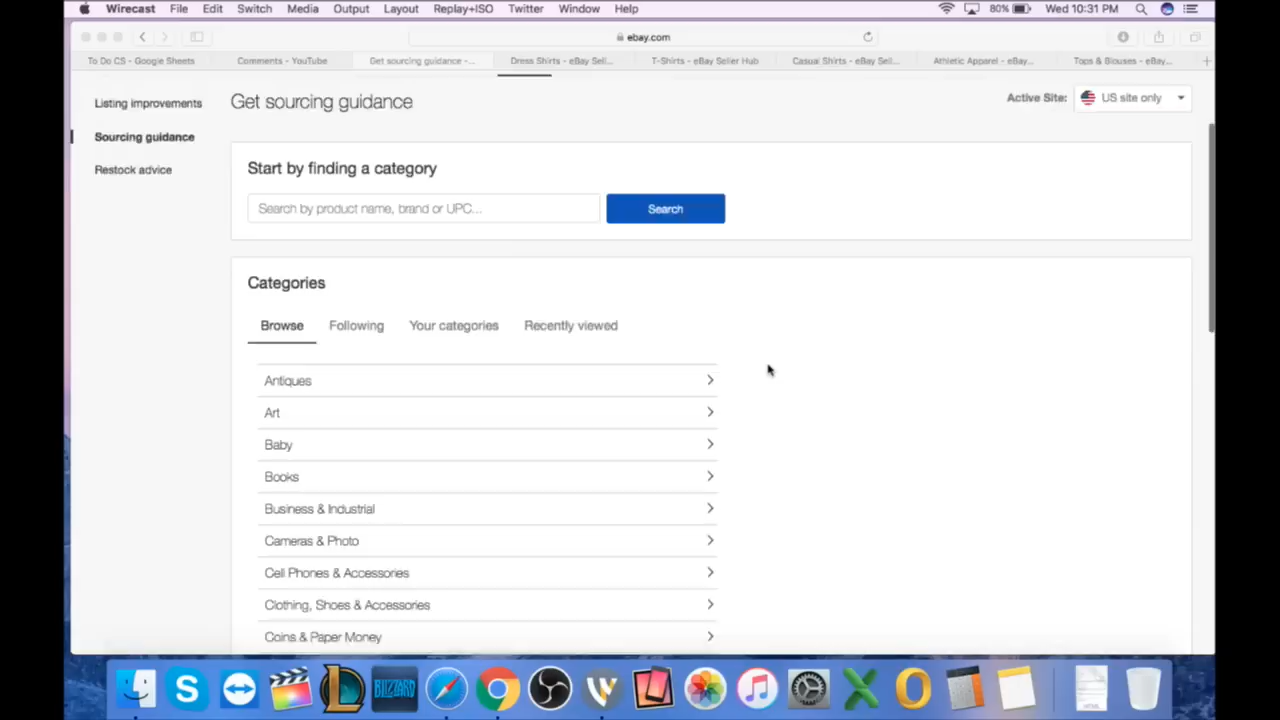 Wirecast File Edit Switch Media Output Layout Replay+ISO Twitter Window Help 80% Wed 10:31 PM
ebay.com
To Do CS - Google Sheets Comments - YouTube Get sourcing guidance -... Dress Shirts - eBay Sell... T-Shirts - eBay Seller Hub Casual Shirts - eBay Sel... Athletic Apparel - eBay... Tops & Blouses - eBay...
Listing improvements
Get sourcing guidance
Active Site: US site only
Sourcing guidance
Restock advice
Start by finding a category
Search by product name, brand or UPC...
Search
Categories
Browse Following Your categories Recently viewed
Antiques
Art
Baby
Books
Business & Industrial
Cameras & Photo
Cell Phones & Accessories
Clothing, Shoes & Accessories
Coins & Paper Money
BLIZZARD
HTML